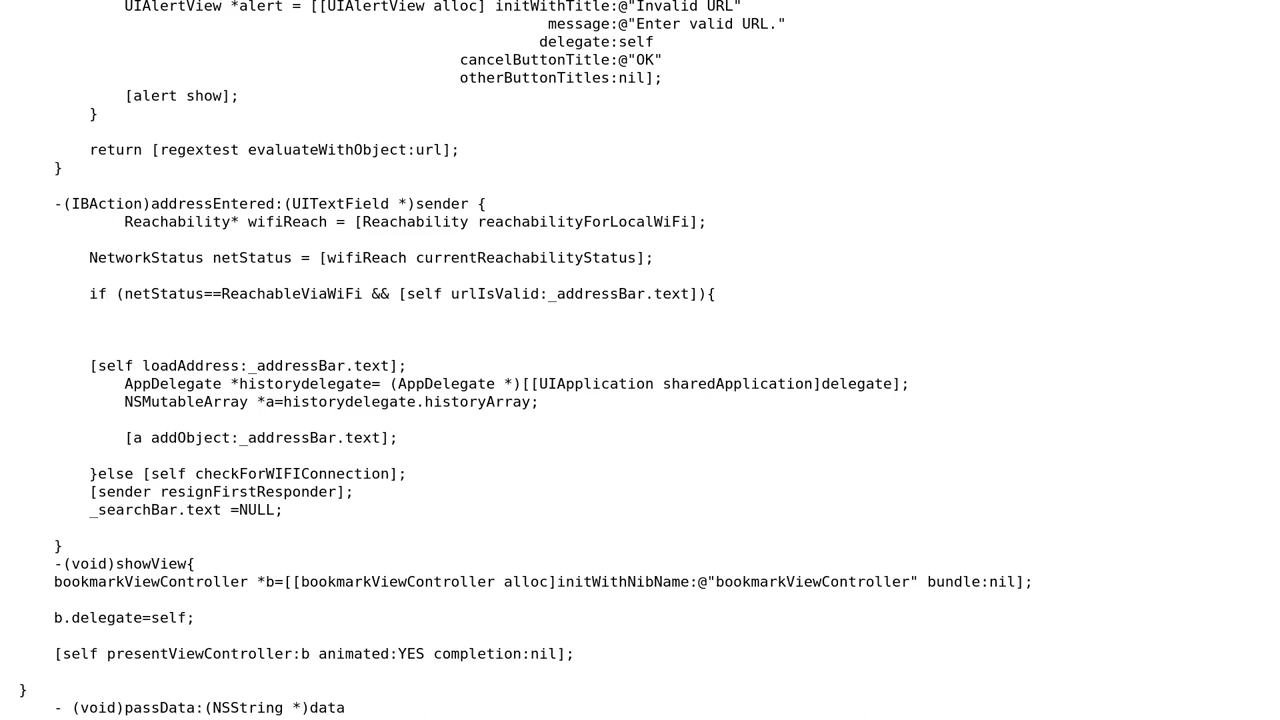 UIAlertView *alert = [[UIAlertView alloc] initWithTitle:@"Invalid URL"
message:@"Enter valid URL."
delegate:self
cancelButtonTitle:@"OK"
otherButtonTitles:nil];
[alert show];
}
return [regextest evaluateWithObject:url];
}
-(IBAction)addressEntered:(UITextField *)sender {
Reachability* wifiReach = [Reachability reachabilityForLocalWiFi];
NetworkStatus netStatus = [wifiReach currentReachabilityStatus];
if (netStatus==ReachableViaWiFi && [self urlIsValid:_addressBar.text]){
[self loadAddress:_addressBar.text];
AppDelegate *historydelegate= (AppDelegate *)[[UIApplication sharedApplication]delegate];
NSMutableArray *a=historydelegate.historyArray;
[a addObject:_addressBar.text];
}else [self checkForWIFIConnection];
[sender resignFirstResponder];
_searchBar.text =NULL;
}
-(void)showView{
bookmarkViewController *b=[[bookmarkViewController alloc]initWithNibName:@"bookmarkViewController" bundle:nil];
b.delegate=self;
[self presentViewController:b animated:YES completion:nil];
}
- (void)passData:(NSString *)data